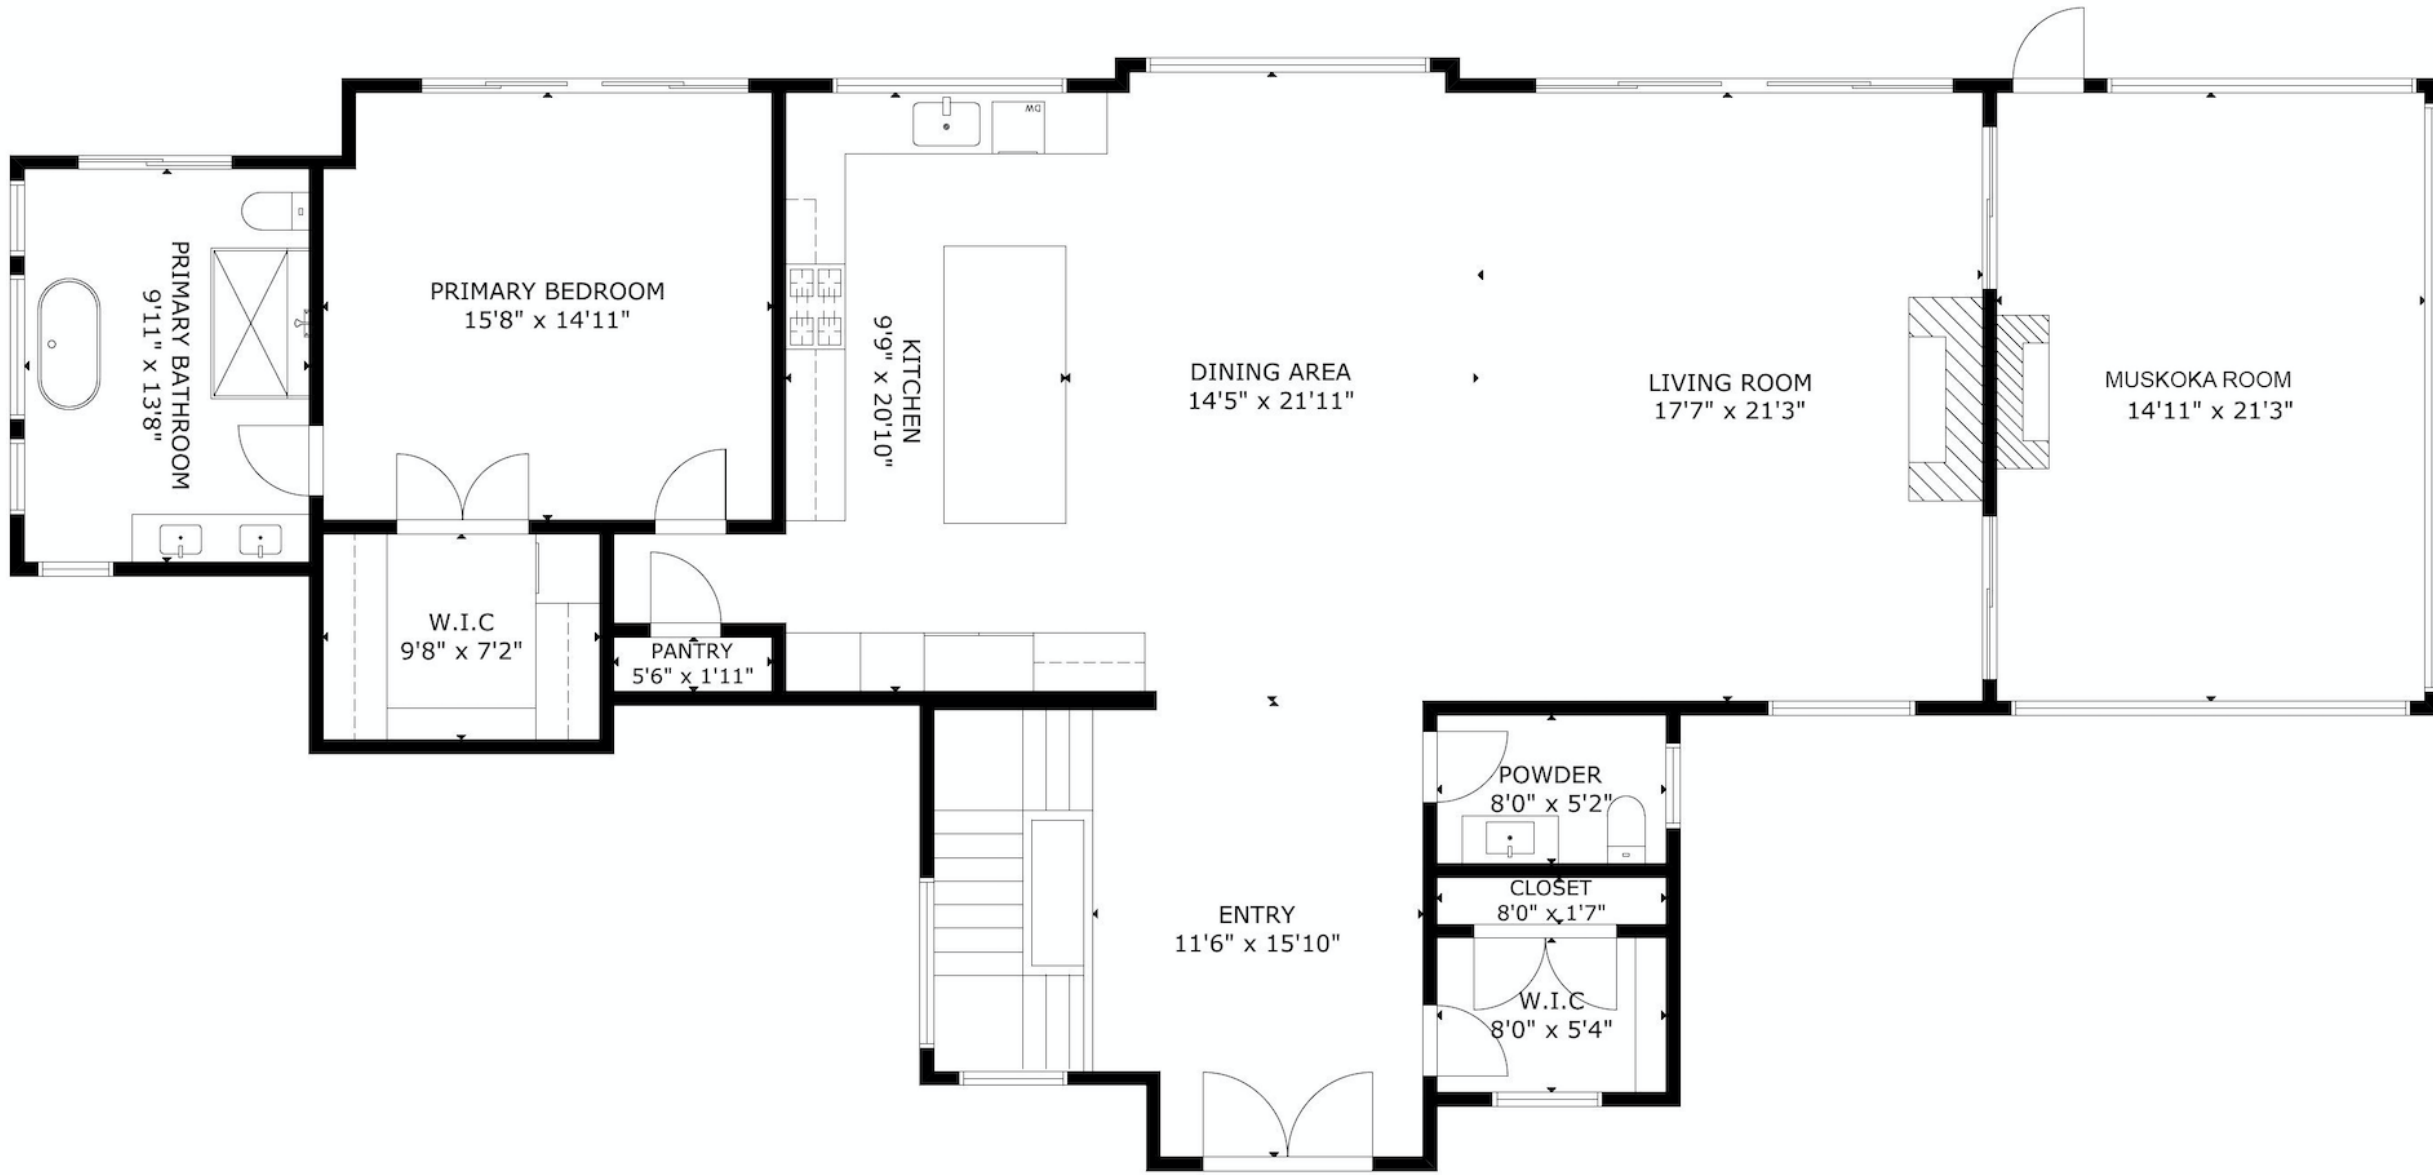 PRIMARY BATHROOM
9'11" x 13'8"
PRIMARY BEDROOM
15'8" x 14'11"
W.I.C
9'8" x 7'2"
PANTRY
5'6" x 1'11"
DW
KITCHEN
9'9" x 20'10"
DINING AREA
14'5" x 21'11"
LIVING ROOM
17'7" x 21'3"
MUSKOKA ROOM
14'11" x 21'3"
POWDER
8'0" x 5'2"
CLOSET
8'0" x 1'7"
ENTRY
11'6" x 15'10"
W.I.C
8'0" x 5'4"